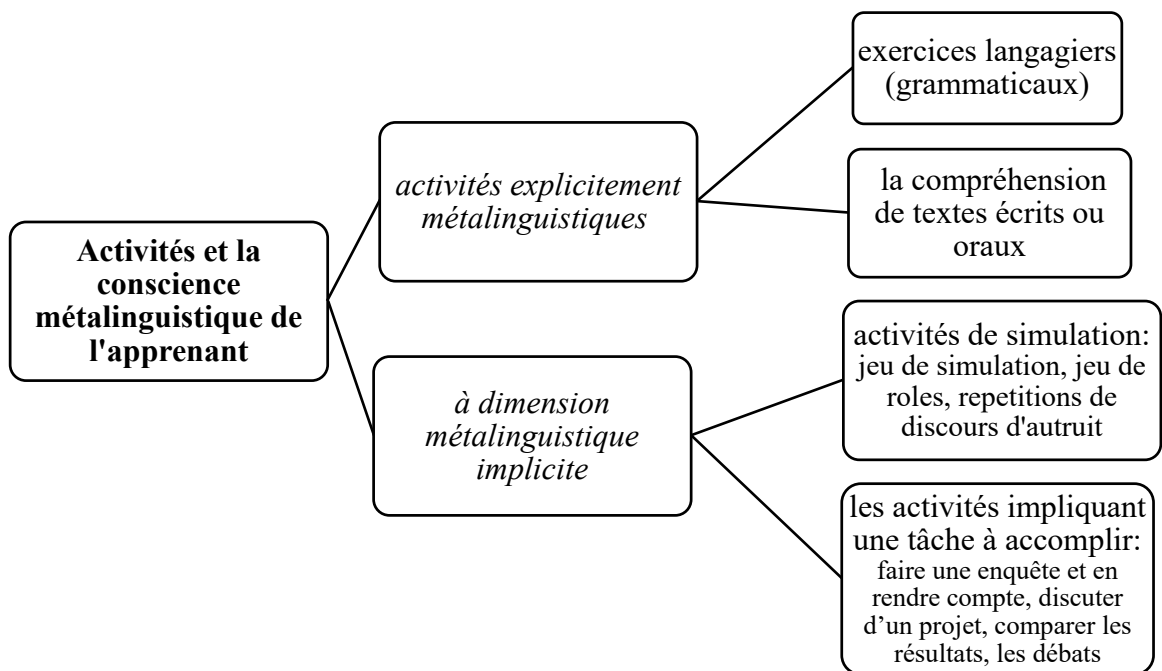 Activités et la
conscience
métalinguistique de
l'apprenant
activités explicitement
métalinguistiques
exercices langagiers
(grammaticaux)
la compréhension
de textes écrits ou
oraux
à dimension
métalinguistique
implicite
activités de simulation:
jeu de simulation, jeu de
roles, repetitions de
discours d'autruit
les activités impliquant
une tâche à accomplir:
faire une enquête et en
rendre compte, discuter
d’un projet, comparer les
résultats, les débats